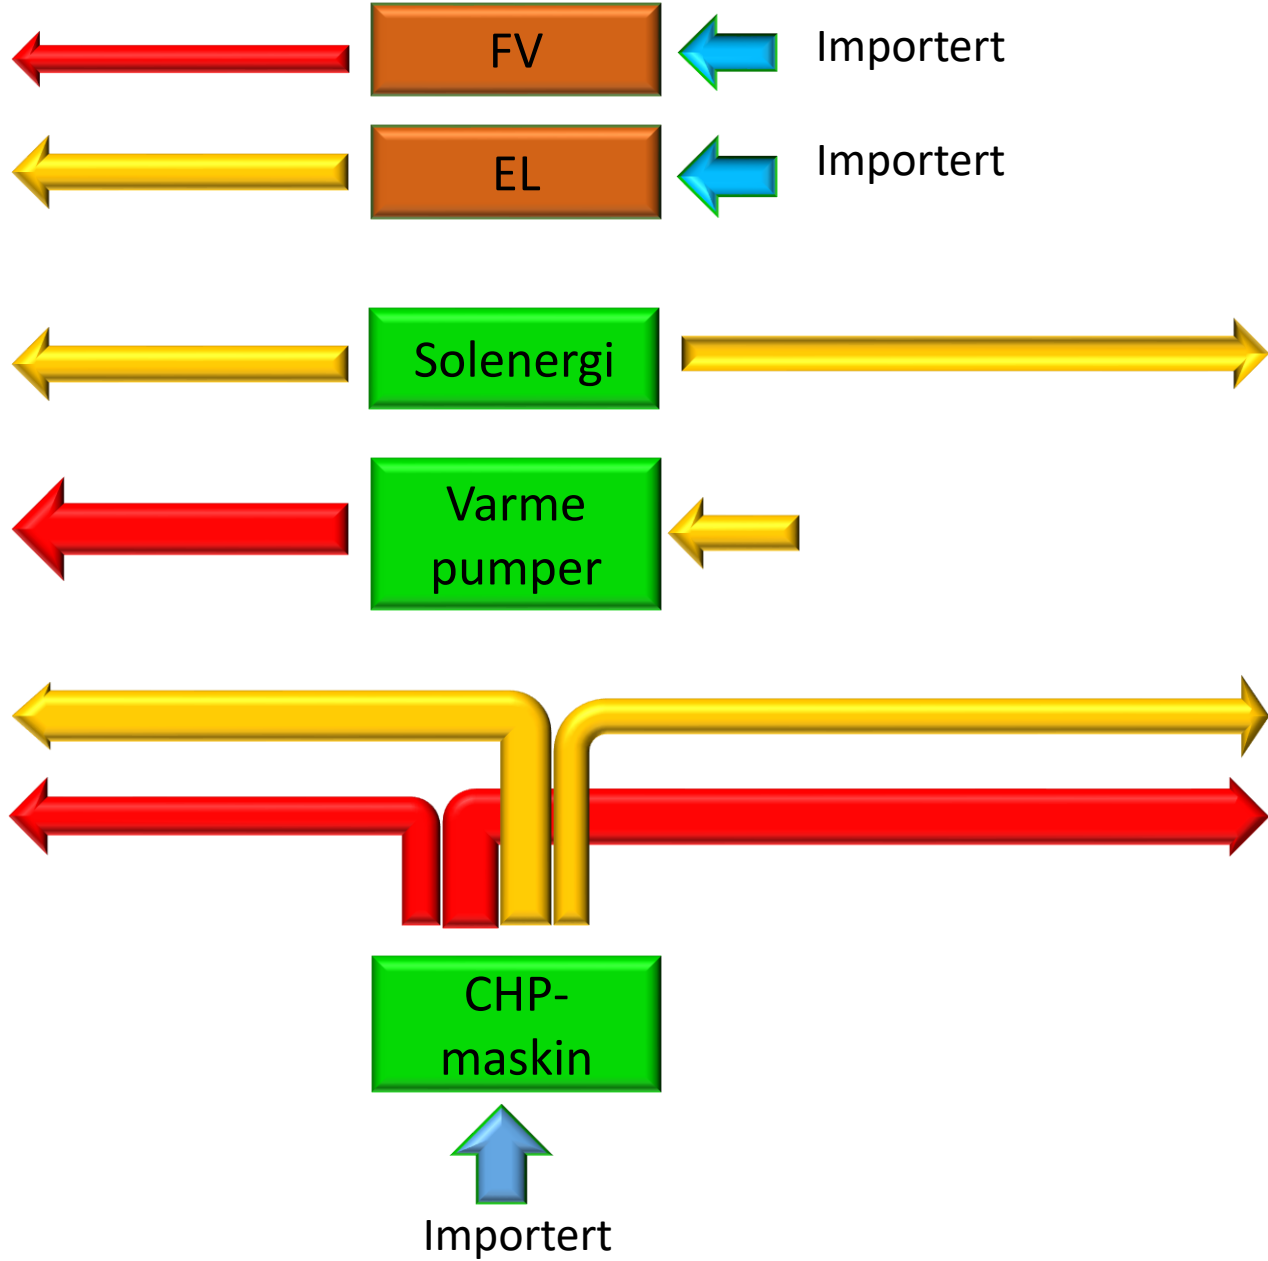 FV
Importert
EL
Importert
Solenergi
Varme
pumper
CHP-
maskin
Importert